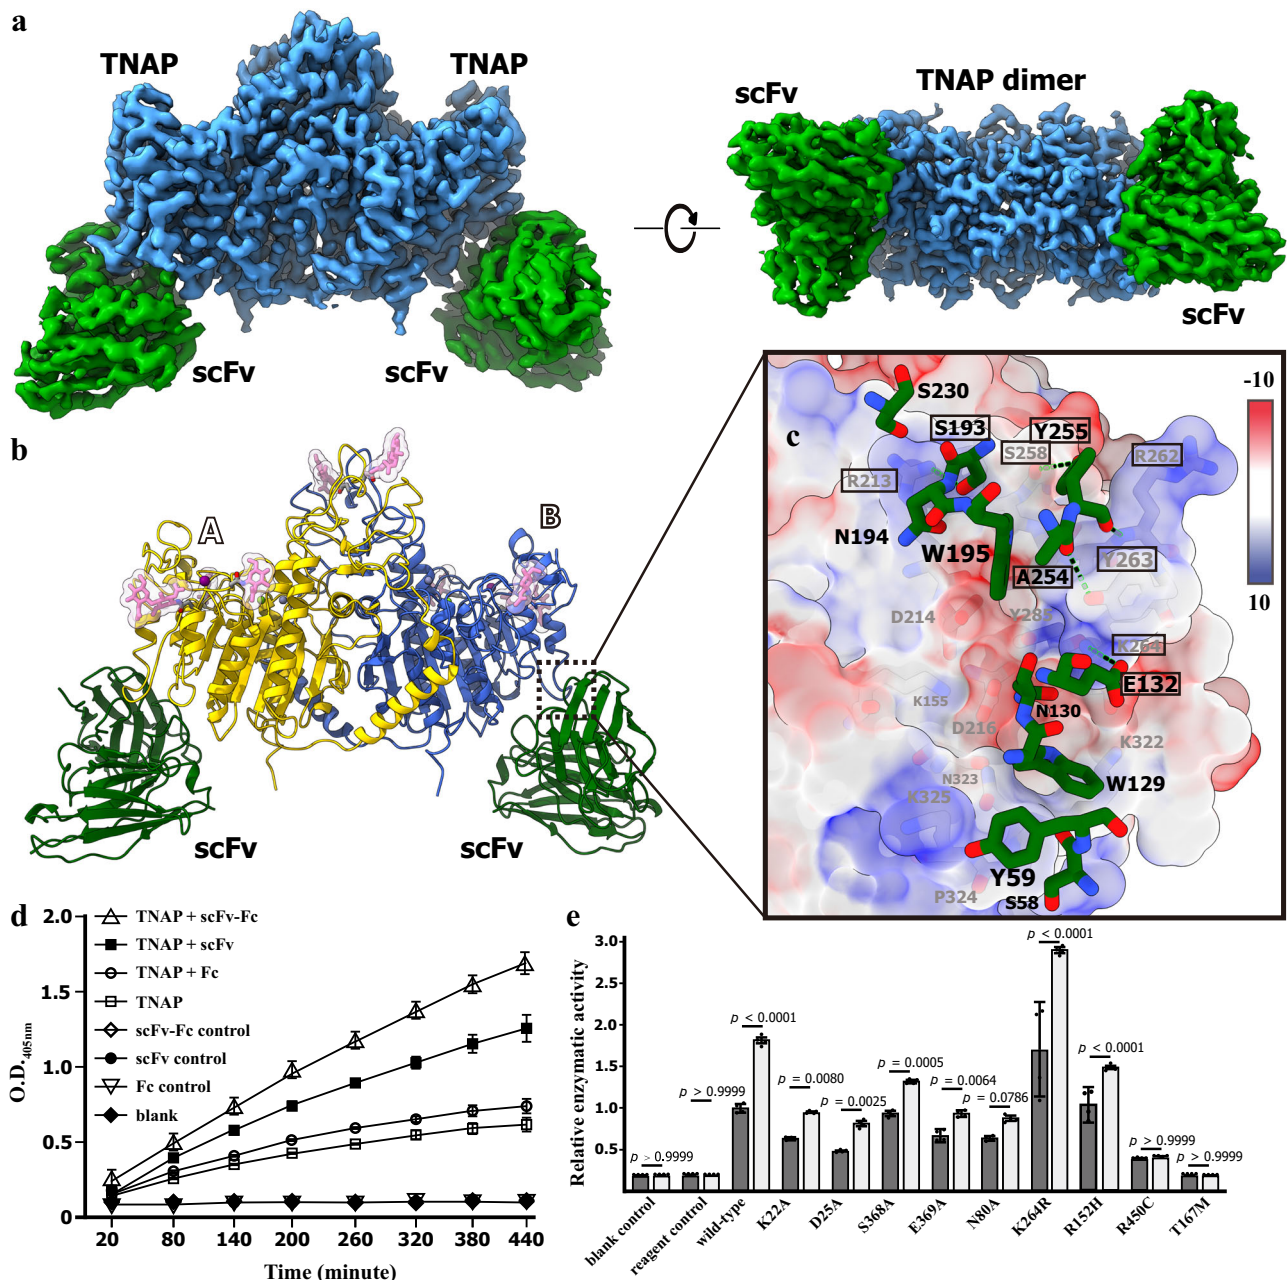 a
TNAP
TNAP
scFv
scFv
TNAP dimer
scFv
scFv
b
A
B
scFv
scFv
c
S230
S193
Y255
S258
R262
R213
N194
W195
Y263
A254
D214
Y285
K264
E132
K155
N130
D216
K322
N323
W129
K325
Y59
P324
S58
-10
10
d
O.D.405nm
2.0
1.5
1.0
0.5
0
TNAP + scFv-Fc
TNAP + scFv
TNAP + Fc
TNAP
scFv-Fc control
scFv control
Fc control
blank
20 80 140 200 260 320 380 440
Time (minute)
e
Relative enzymatic activity
3.0
2.5
2.0
1.5
1.0
0.5
p > 0.9999
p > 0.9999
p < 0.0001
p = 0.0080
p = 0.0025
p = 0.0005
p = 0.0064
p = 0.0786
p < 0.0001
p < 0.0001
p > 0.9999
p > 0.9999
blank control
reagent control
wild-type
K22A
D25A
S368A
E369A
N80A
K264R
R152H
R450C
T167M